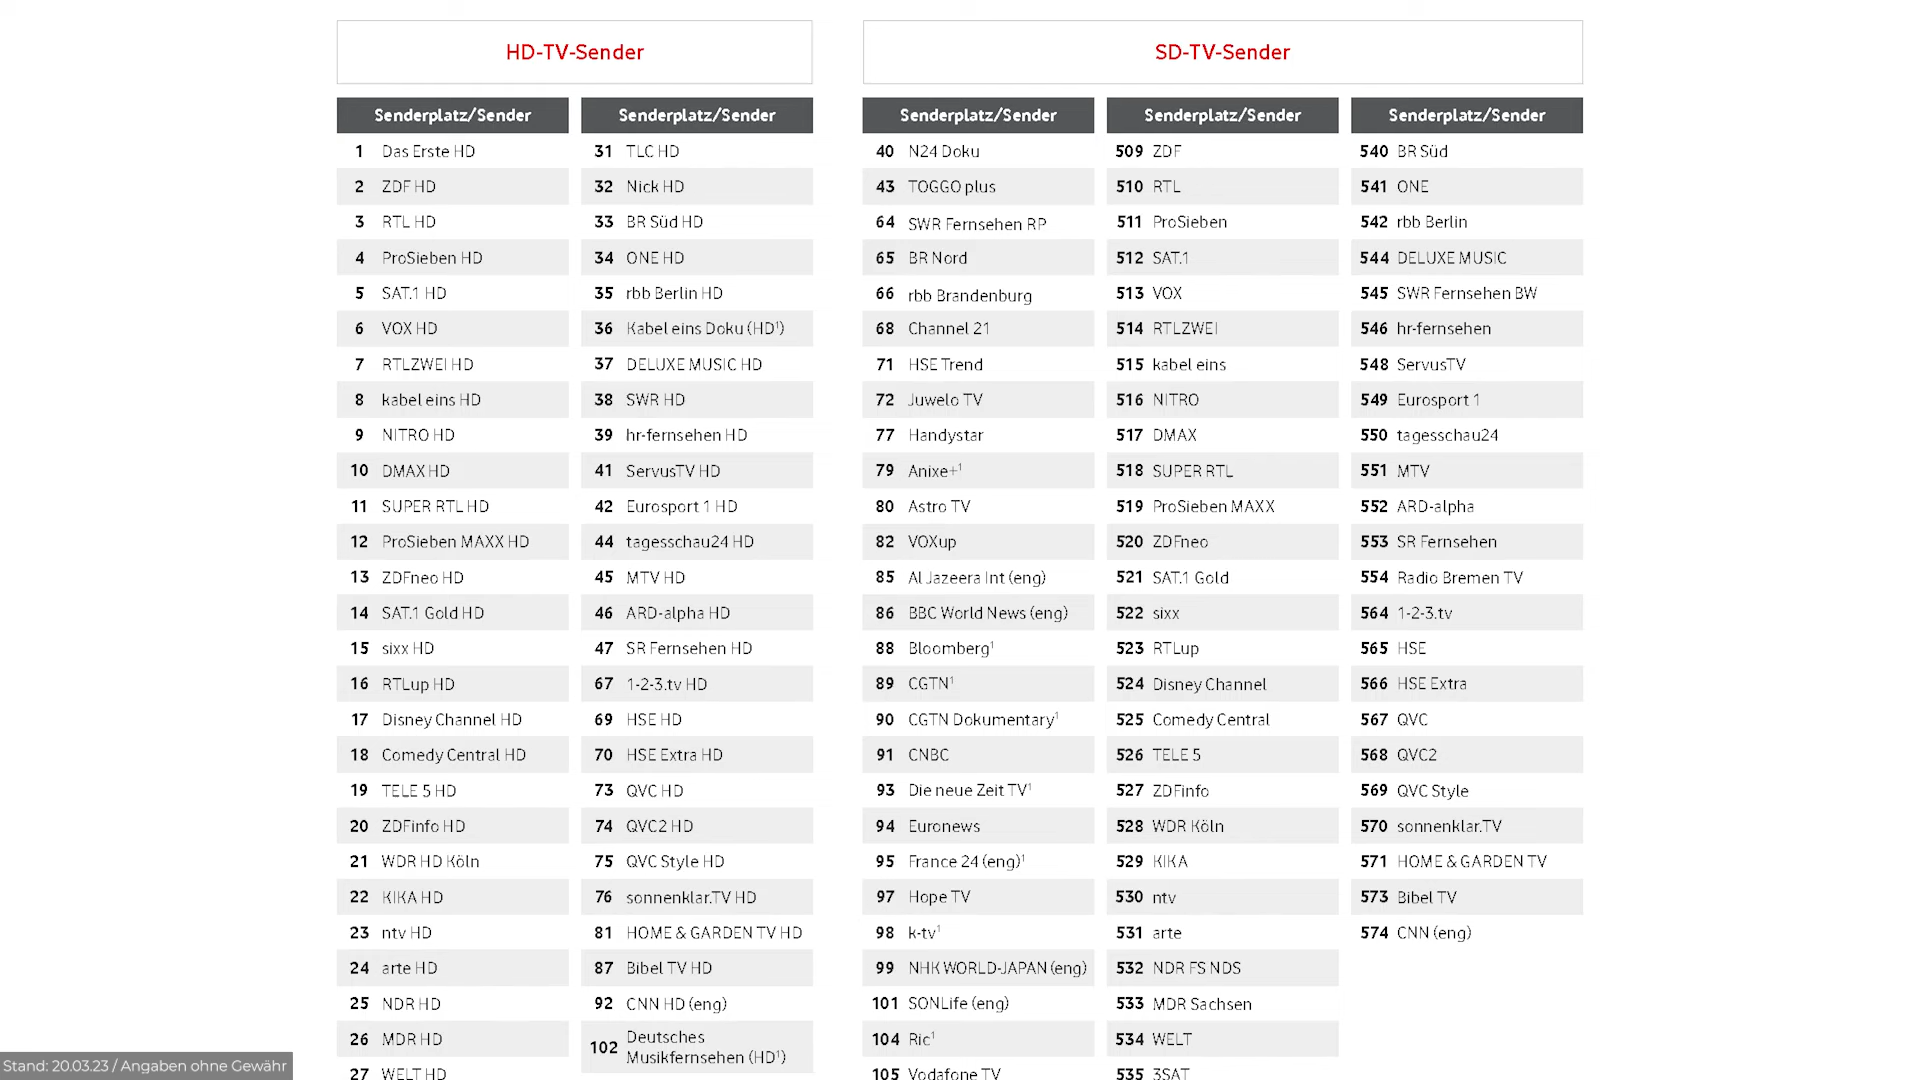 HD-TV-Sender
Senderplatz/Sender
1 Das Erste HD
2 ZDF HD
3 RTL HD
4 ProSieben HD
5 SAT.1 HD
6 VOX HD
7 RTLZWEI HD
8 kabel eins HD
9 NITRO HD
10 DMAX HD
11 SUPER RTL HD
12 ProSieben MAXX HD
13 ZDFneo HD
14 SAT.1 Gold HD
15 sixx HD
16 RTLup HD
17 Disney Channel HD
18 Comedy Central HD
19 TELE 5 HD
20 ZDFinfo HD
21 WDR HD Köln
22 KIKA HD
23 ntv HD
24 arte HD
25 NDR HD
26 MDR HD
27 WELT HD
Senderplatz/Sender
31 TLC HD
32 Nick HD
33 BR Süd HD
34 ONE HD
35 rbb Berlin HD
36 Kabel eins Doku (HD¹)
37 DELUXE MUSIC HD
38 SWR HD
39 hr-fernsehen HD
41 ServusTV HD
42 Eurosport 1 HD
44 tagesschau24 HD
45 MTV HD
46 ARD-alpha HD
47 SR Fernsehen HD
67 1-2-3.tv HD
69 HSE HD
70 HSE Extra HD
73 QVC HD
74 QVC2 HD
75 QVC Style HD
76 sonnenklar.TV HD
81 HOME & GARDEN TV HD
87 Bibel TV HD
92 CNN HD (eng)
102 Deutsches
Musikfernsehen (HD¹)
SD-TV-Sender
Senderplatz/Sender
40 N24 Doku
43 TOGGO plus
64 SWR Fernsehen RP
65 BR Nord
66 rbb Brandenburg
68 Channel 21
71 HSE Trend
72 Juwelo TV
77 Handystar
79 Anixe+¹
80 Astro TV
82 VOXup
85 Al Jazeera Int (eng)
86 BBC World News (eng)
88 Bloomberg¹
89 CGTN¹
90 CGTN Dokumentary¹
91 CNBC
93 Die neue Zeit TV¹
94 Euronews
95 France 24 (eng)¹
97 Hope TV
98 k-tv¹
99 NHK WORLD-JAPAN (eng)
101 SONLife (eng)
104 Ric¹
105 Vodafone TV
Senderplatz/Sender
509 ZDF
510 RTL
511 ProSieben
512 SAT.1
513 VOX
514 RTLZWEI
515 kabel eins
516 NITRO
517 DMAX
518 SUPER RTL
519 ProSieben MAXX
520 ZDFneo
521 SAT.1 Gold
522 sixx
523 RTLup
524 Disney Channel
525 Comedy Central
526 TELE 5
527 ZDFinfo
528 WDR Köln
529 KIKA
530 ntv
531 arte
532 NDR FS NDS
533 MDR Sachsen
534 WELT
535 3SAT
Senderplatz/Sender
540 BR Süd
541 ONE
542 rbb Berlin
544 DELUXE MUSIC
545 SWR Fernsehen BW
546 hr-fernsehen
548 ServusTV
549 Eurosport 1
550 tagesschau24
551 MTV
552 ARD-alpha
553 SR Fernsehen
554 Radio Bremen TV
564 1-2-3.tv
565 HSE
566 HSE Extra
567 QVC
568 QVC2
569 QVC Style
570 sonnenklar.TV
571 HOME & GARDEN TV
573 Bibel TV
574 CNN (eng)
Stand: 20.03.23 / Angaben ohne Gewähr